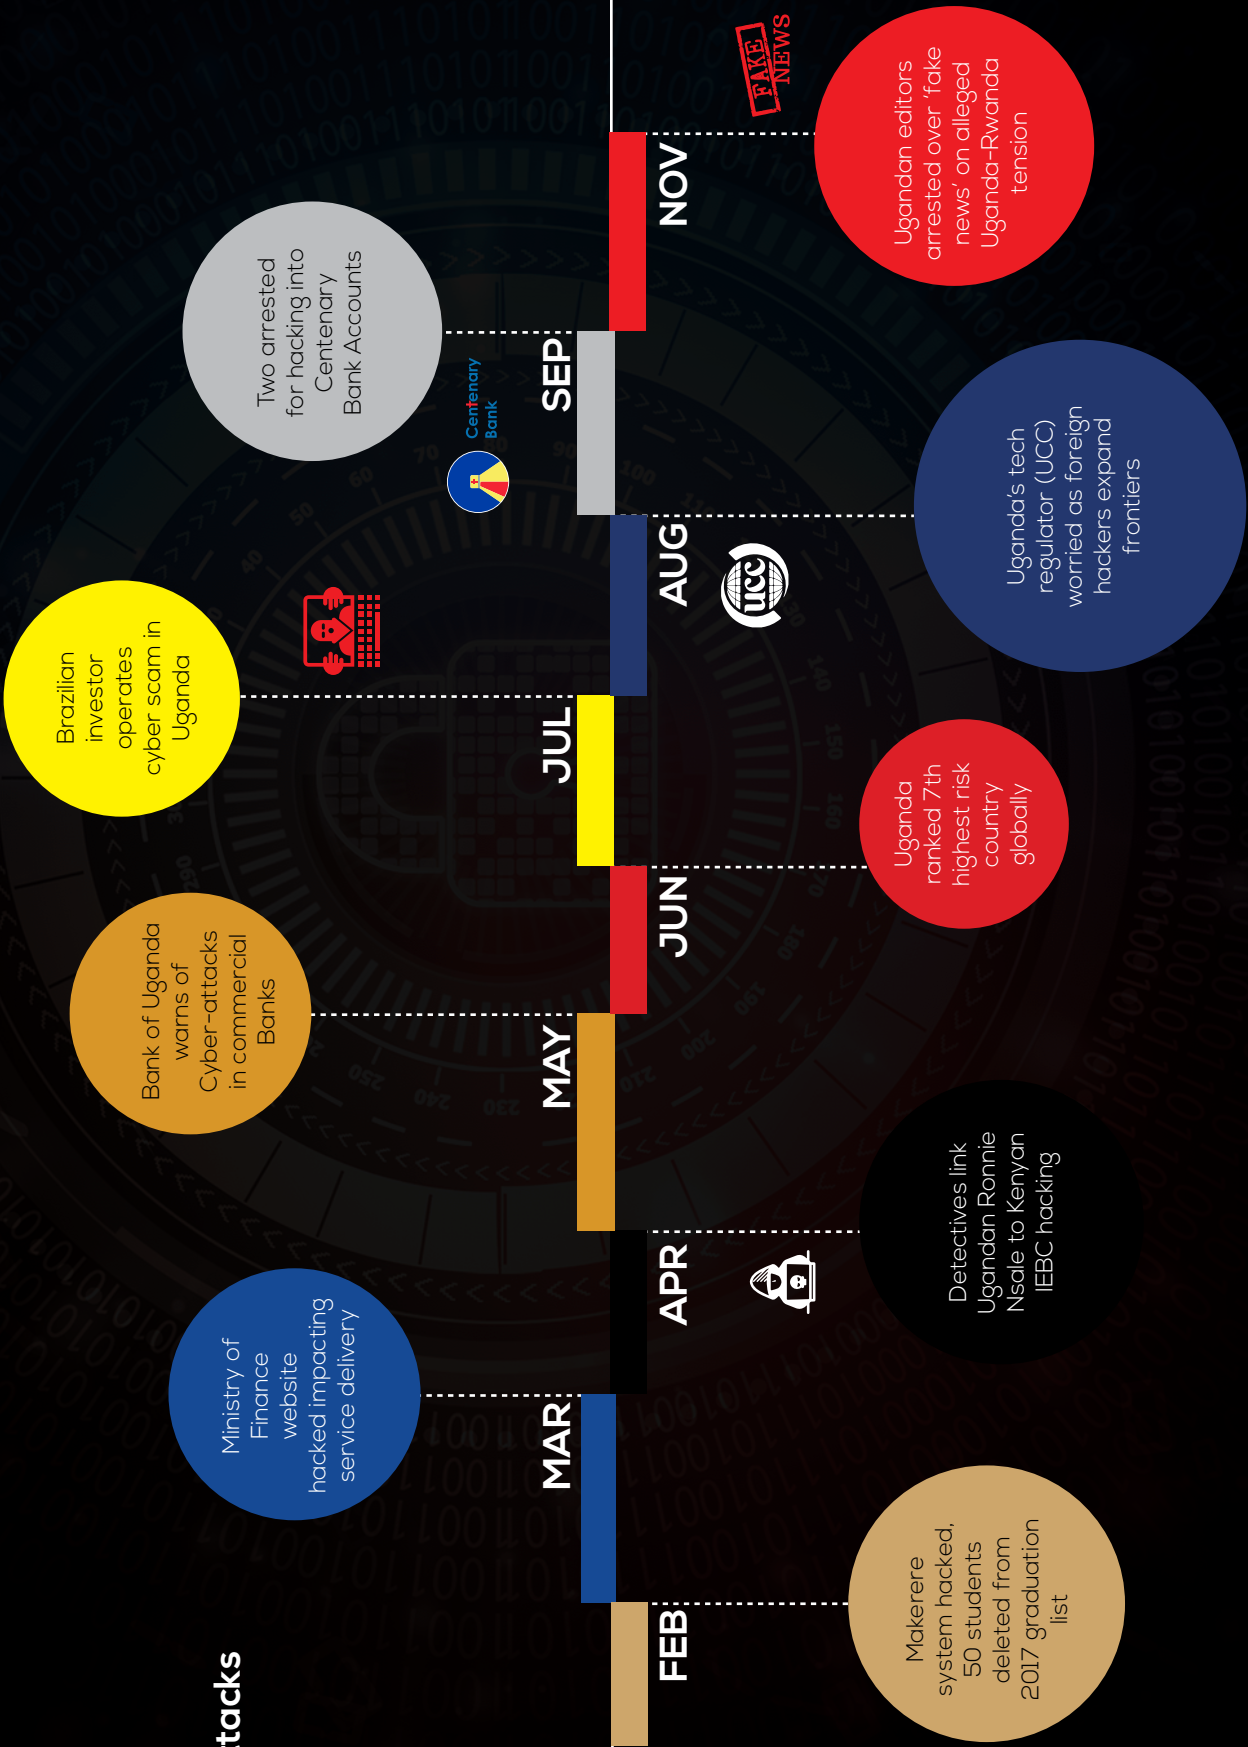 ttacks
FEB
Makerere
system hacked,
50 students
deleted from
2017 graduation
list
MAR
Ministry of
Finance
website
hacked impacting
service delivery
APR
Detectives link
Ugandan Ronnie
Nsale to Kenyan
IEBC hacking
MAY
Bank of Uganda
warns of
Cyber-attacks
in commercial
Banks
JUN
Uganda
ranked 7th
highest risk
country
globally
JUL
Brazilian
investor
operates
cyber scam in
Uganda
AUG
ucc
Uganda's tech
regulator (UCC)
worried as foreign
hackers expand
frontiers
SEP
Centenary
Bank
Two arrested
for hacking into
Centenary
Bank Accounts
NOV
FAKE
NEWS
Ugandan editors
arrested over 'fake
news' on alleged
Uganda-Rwanda
tension